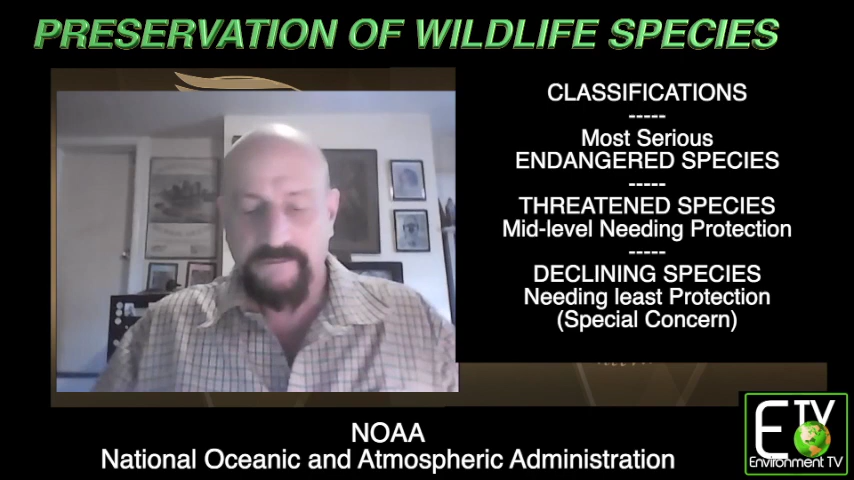 PRESERVATION OF WILDLIFE SPECIES
CLASSIFICATIONS
-----
Most Serious
ENDANGERED SPECIES
-----
THREATENED SPECIES
Mid-level Needing Protection
-----
DECLINING SPECIES
Needing least Protection
(Special Concern)
NOAA
National Oceanic and Atmospheric Administration
ETV
Environment TV